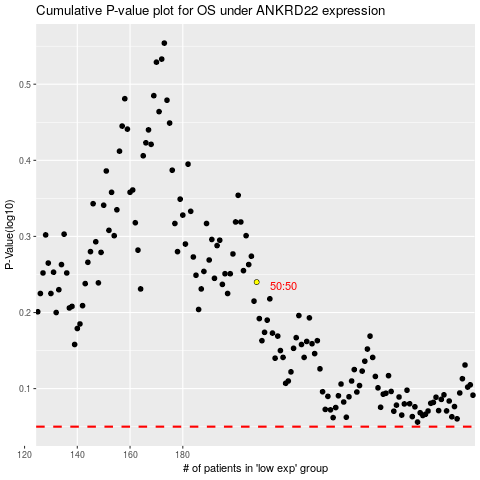 Cumulative P-value plot for OS under ANKRD22 expression
P-Value(log10)
0.5
0.4
0.3
0.2
0.1
50:50
120 140 160 180
# of patients in 'low exp' group